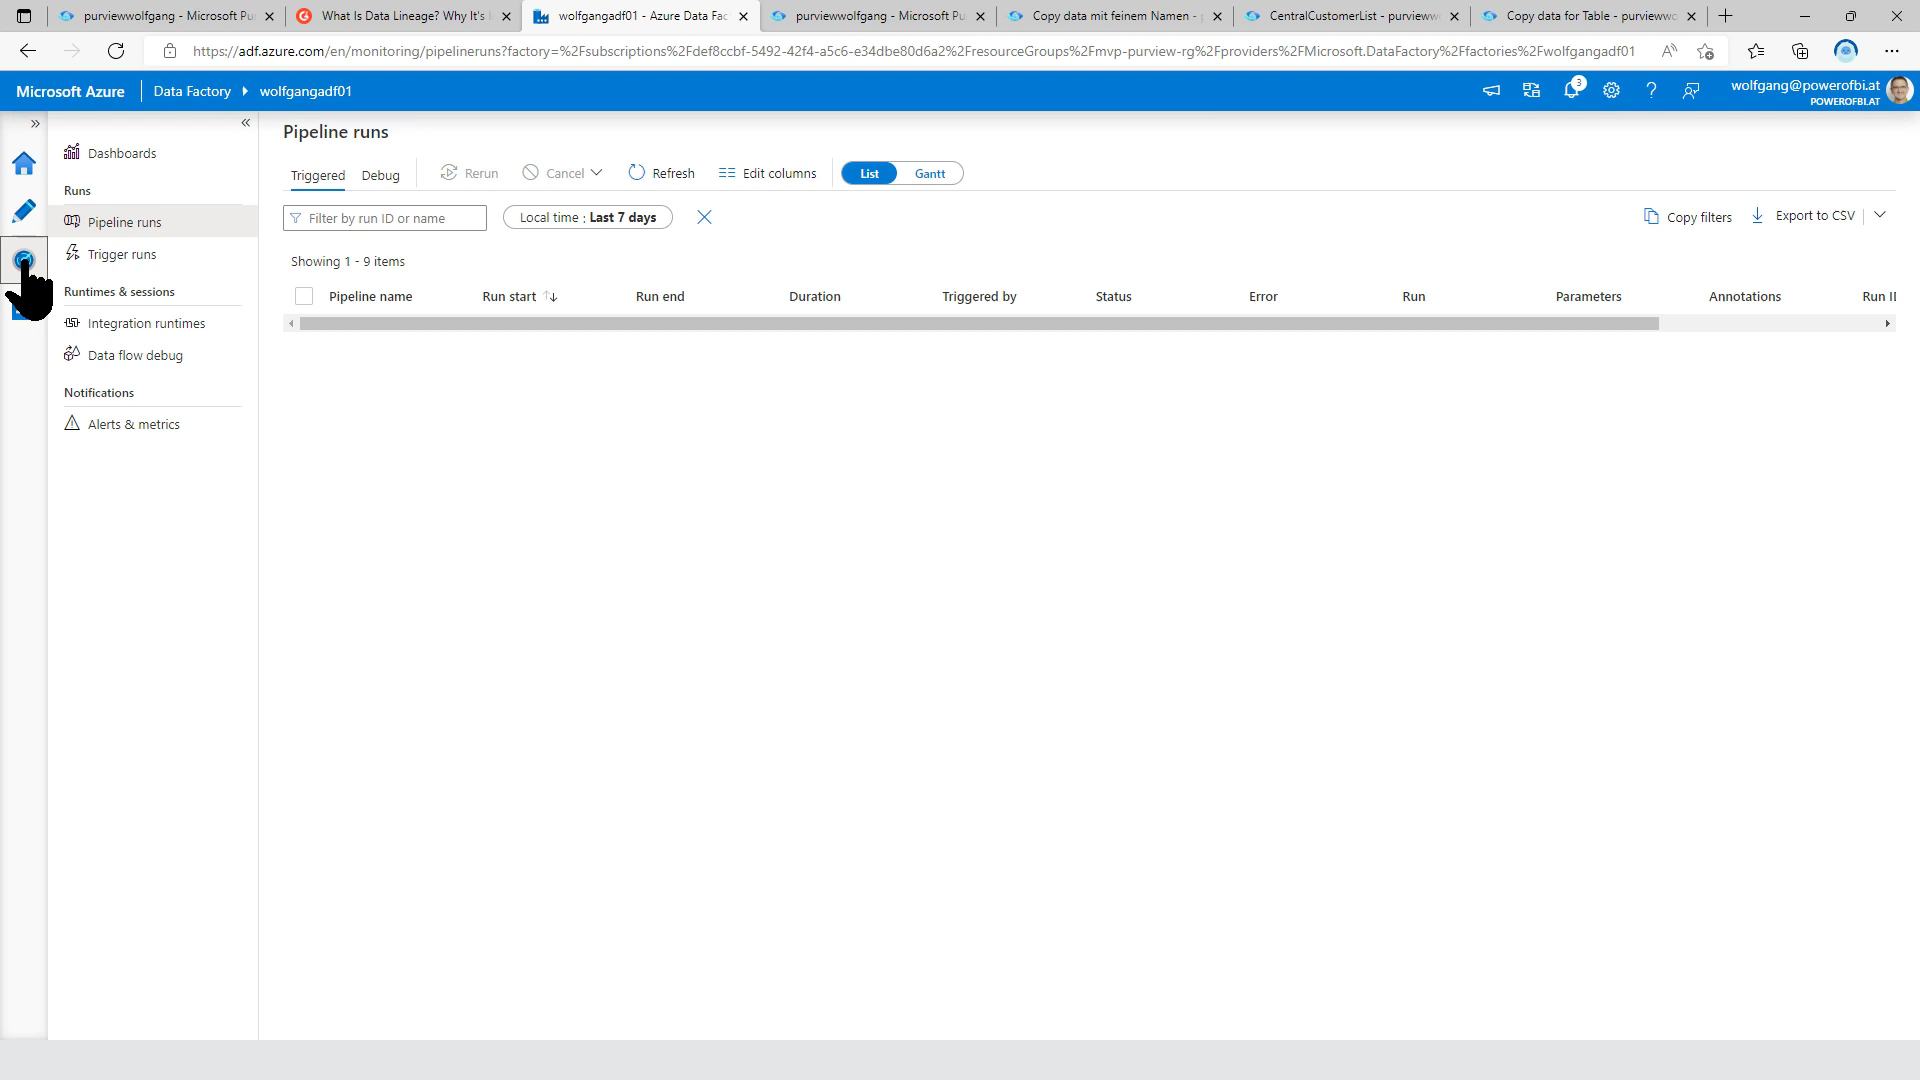 purviewwolfgang - Microsoft Pu
What Is Data Lineage? Why It's
wolfgangadf01 - Azure Data Fac
purviewwolfgang - Microsoft Pu
Copy data mit feinem Namen -
CentralCustomerList - purviewwo
Copy data for Table - purviewwo
https://adf.azure.com/en/monitoring/pipelineruns?factory=%2Fsubscriptions%2Fdef8ccbf-5492-42f4-a5c6-e34dbe80d6a2%2FresourceGroups%2Fmvp-purview-rg%2Fproviders%2FMicrosoft.DataFactory%2Ffactories%2Fwolfgangadf01
Microsoft Azure
Data Factory
wolfgangadf01
3
wolfgang@powerofbi.at
POWEROFBI.AT
Dashboards
Runs
Pipeline runs
Trigger runs
Runtimes & sessions
Integration runtimes
Data flow debug
Notifications
Alerts & metrics
Pipeline runs
Triggered Debug Rerun Cancel Refresh Edit columns List Gantt
Filter by run ID or name Local time : Last 7 days Copy filters Export to CSV
Showing 1 - 9 items
Pipeline name Run start Run end Duration Triggered by Status Error Run Parameters Annotations Run II